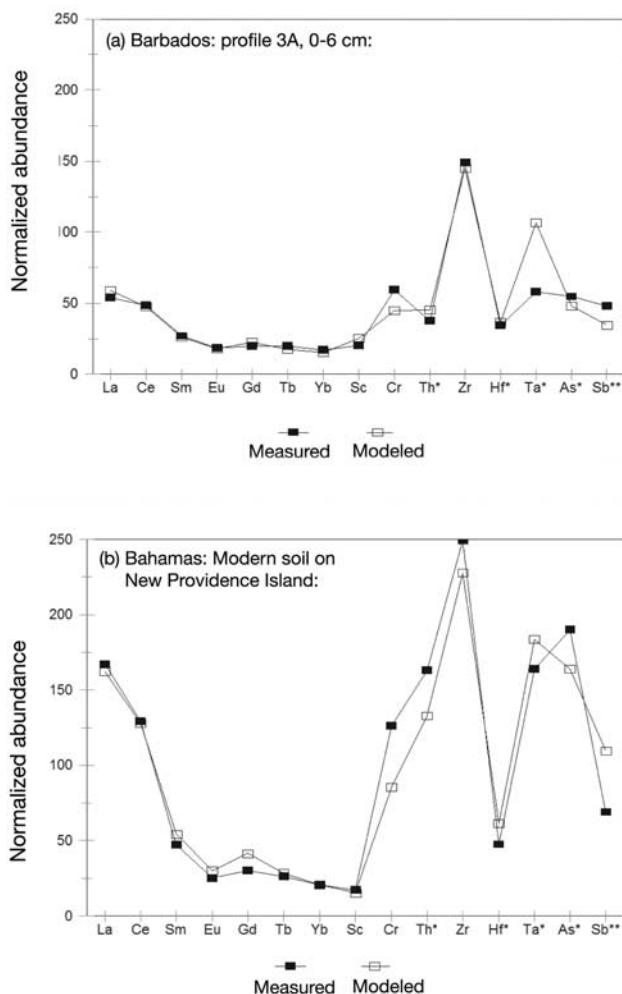 (a) Barbados: profile 3A, 0-6 cm:
Normalized abundance
250
200
150
100
50
0
La Ce Sm Eu Gd Tb Yb Sc Cr Th* Zr Hf* Ta* As* Sb**
Measured Modeled
(b) Bahamas: Modern soil on
New Providence Island:
Normalized abundance
250
200
150
100
50
0
La Ce Sm Eu Gd Tb Yb Sc Cr Th* Zr Hf* Ta* As* Sb**
Measured Modeled